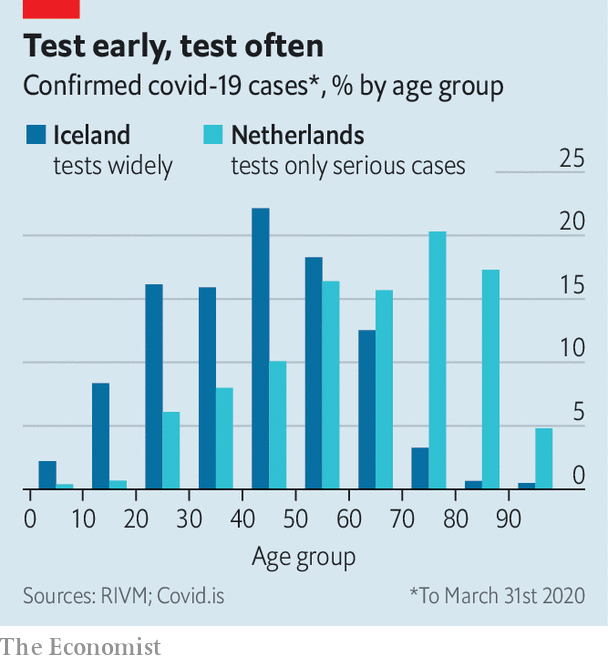 Test early, test often
Confirmed covid-19 cases*, % by age group
Iceland
tests widely
Netherlands
tests only serious cases
25
20
15
10
5
0
0 10 20 30 40 50 60 70 80 90
Age group
Sources: RIVM; Covid.is *To March 31st 2020
The Economist